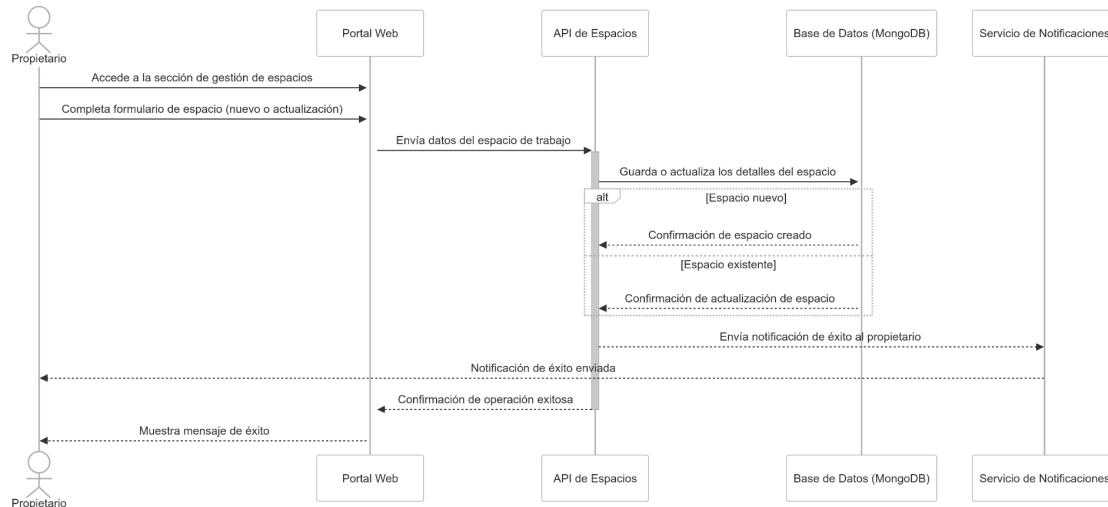 Propietario
Portal Web
API de Espacios
Base de Datos (MongoDB)
Servicio de Notificaciones
Accede a la sección de gestión de espacios
Completa formulario de espacio (nuevo o actualización)
Envía datos del espacio de trabajo
Guarda o actualiza los detalles del espacio
alt
[Espacio nuevo]
Confirmación de espacio creado
[Espacio existente]
Confirmación de actualización de espacio
Envía notificación de éxito al propietario
Notificación de éxito enviada
Confirmación de operación exitosa
Muestra mensaje de éxito
Propietario
Portal Web
API de Espacios
Base de Datos (MongoDB)
Servicio de Notificaciones